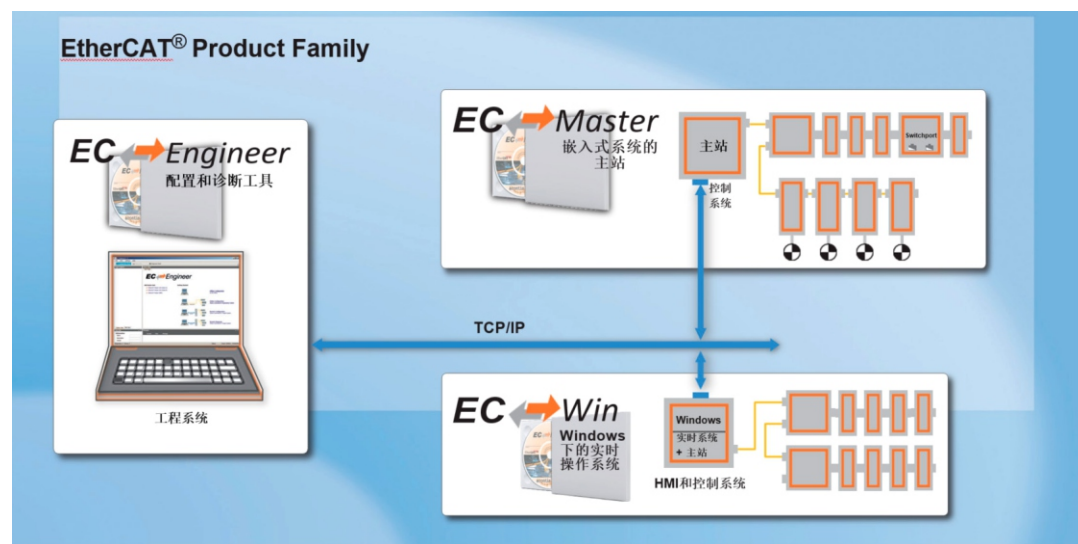 EtherCAT® Product Family
EC Engineer
配置和诊断工具
EC Engineer
工程系统
TCP/IP
EC Master
嵌入式系统的
主站
主站
控制
系统
Switchport
EC Win
Windows
下的实时
操作系统
Windows
实时系统
+ 主站
HMI和控制系统